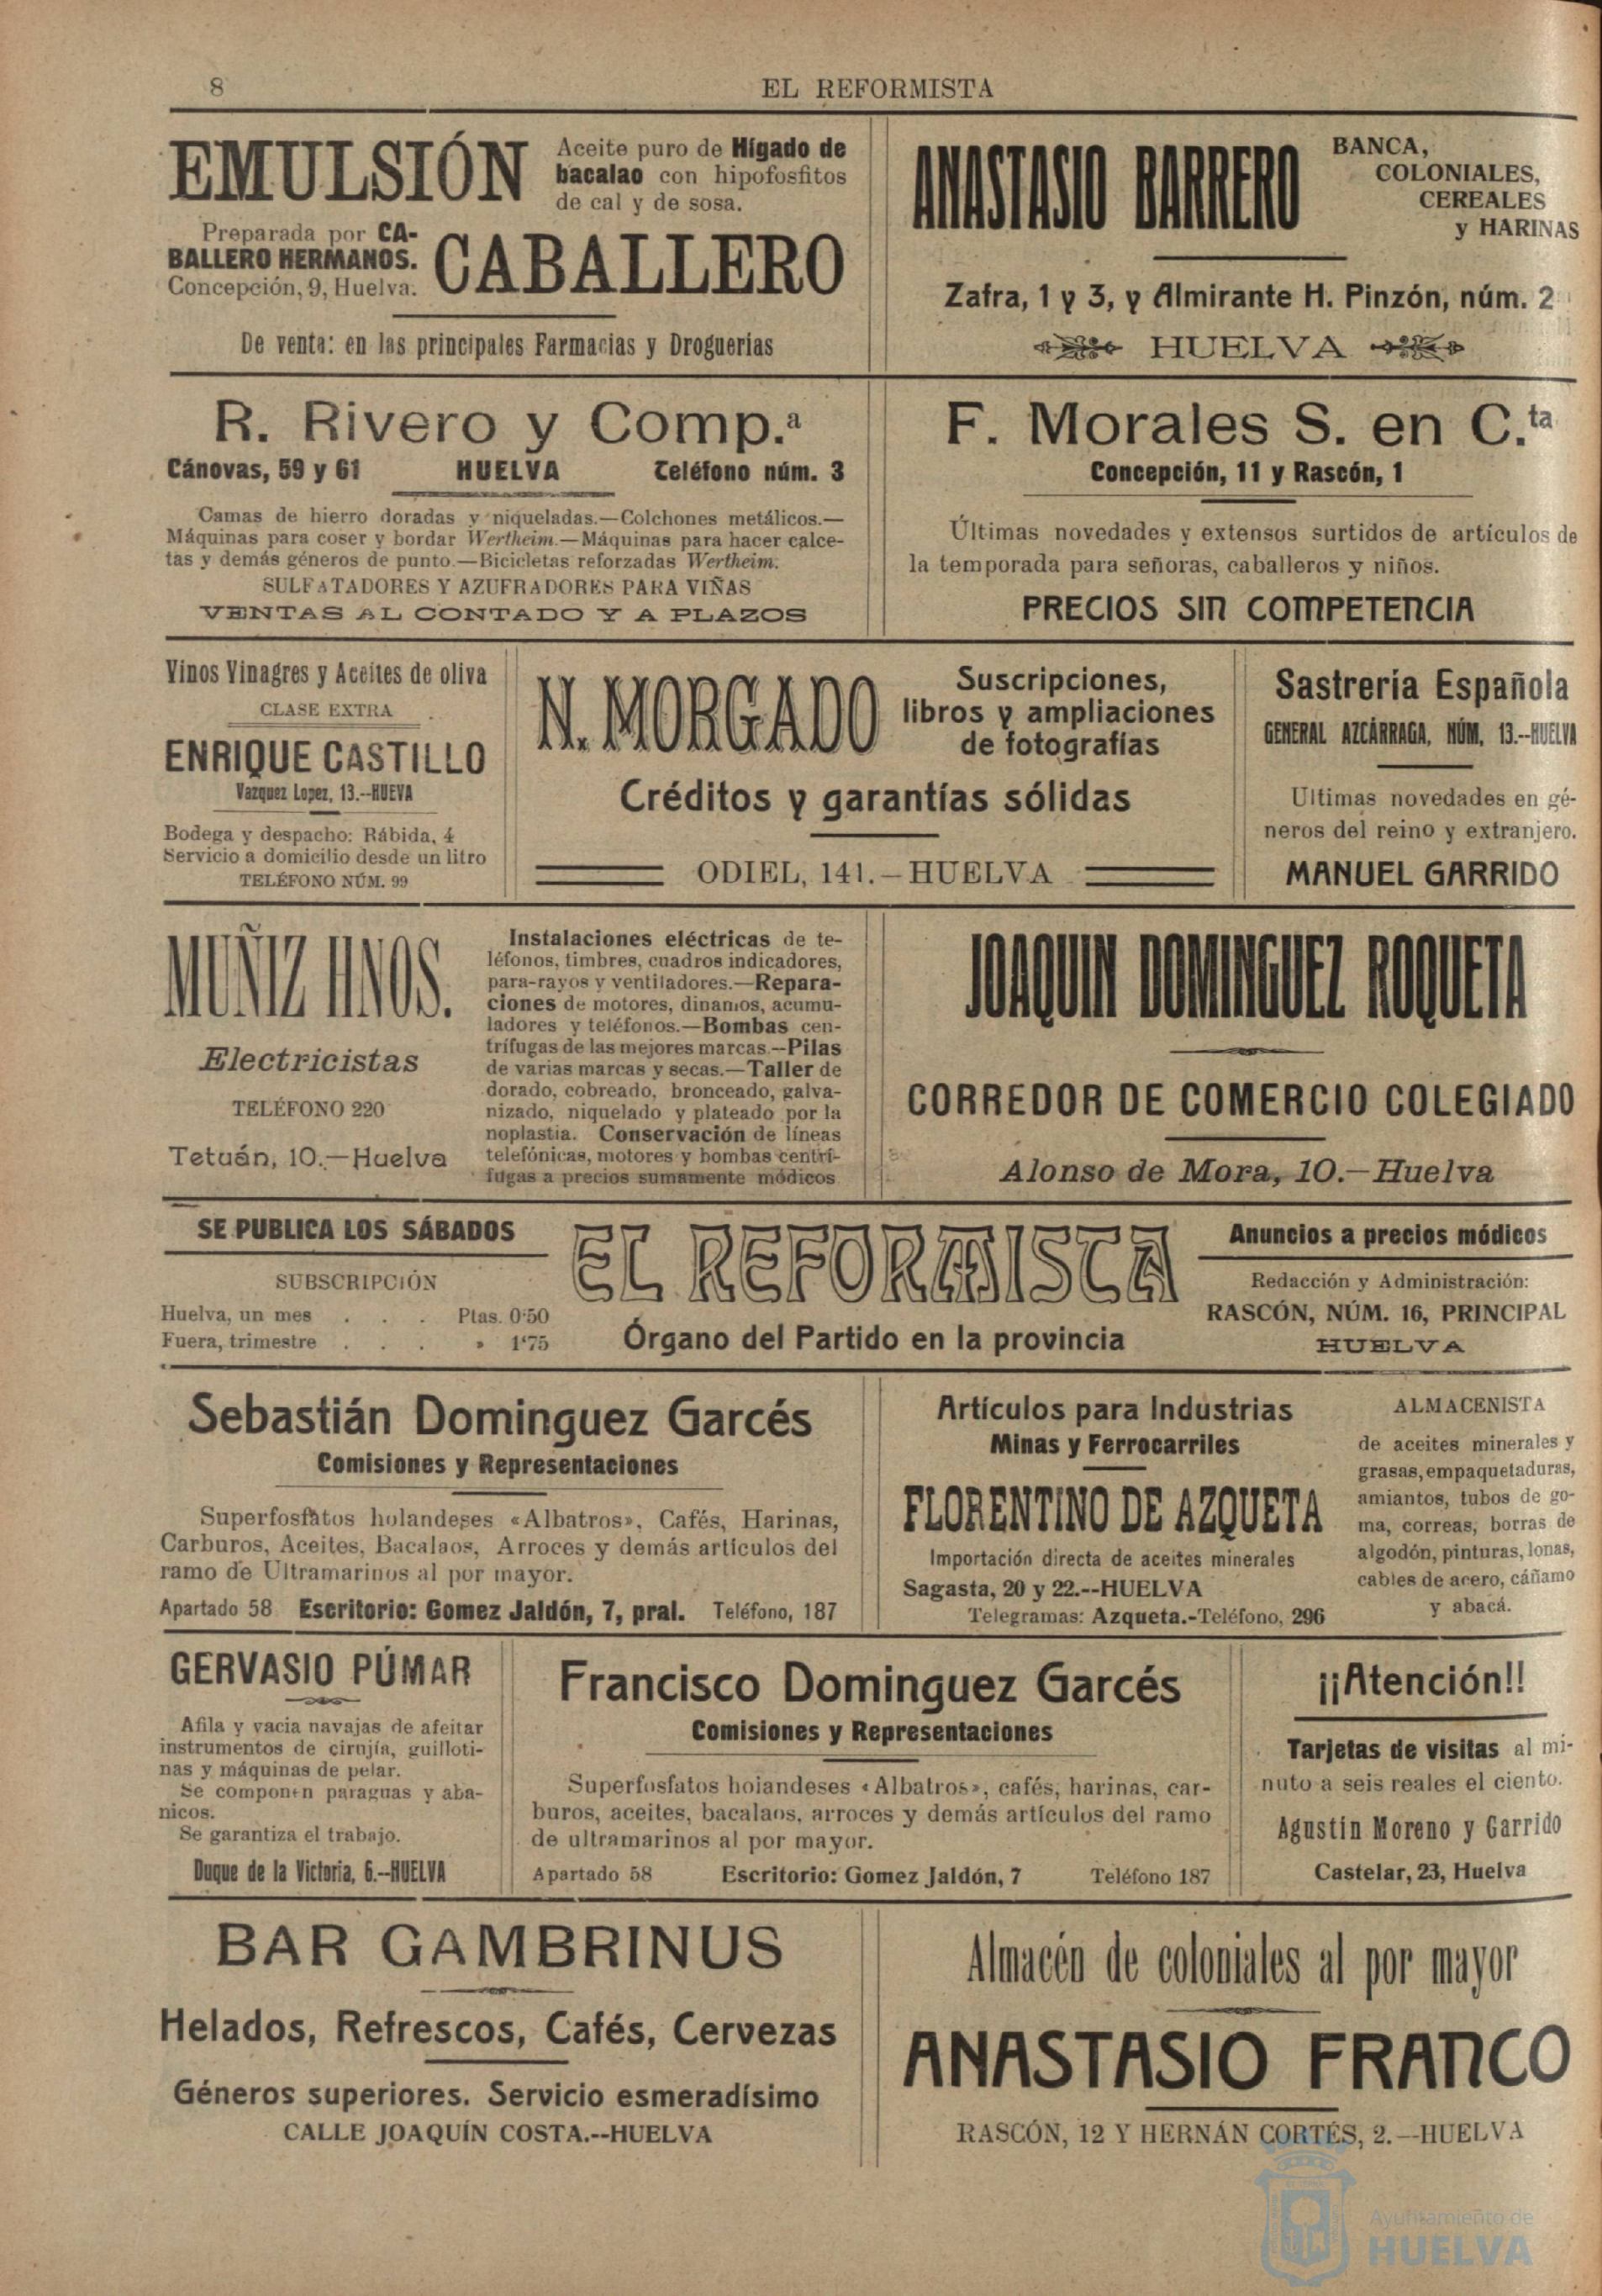 8
EL REFORMISTA
EMULSIÓN
Aceite puro de Hígado de
bacalao con hipofosfitos
de cal y de sosa.
Preparada por CA-
BALLERO HERMANOS.
Concepción, 9, Huelva.
CABALLERO
De venta: en las principales Farmacias y Droguerias
ANASTASIO BARRERO
BANCA,
COLONIALES,
CEREALES
y HARINAS
Zafra, 1 y 3, y Almirante H. Pinzón, núm. 2
HUELVA
R. Rivero y Comp.ª
Cánovas, 59 y 61 HUELVA Teléfono núm. 3
Camas de hierro doradas y niqueladas.—Colchones metálicos.—
Máquinas para coser y bordar Wertheim.—Máquinas para hacer calce-
tas y demás géneros de punto.—Bicicletas reforzadas Wertheim.
SULFATADORES Y AZUFRADORES PARA VIÑAS
VENTAS AL CONTADO Y A PLAZOS
F. Morales S. en C.ta
Concepción, 11 y Rascón, 1
Últimas novedades y extensos surtidos de artículos de
la temporada para señoras, caballeros y niños.
PRECIOS SIN COMPETENCIA
Vinos Vinagres y Aceites de oliva
CLASE EXTRA
ENRIQUE CASTILLO
Vazquez Lopez, 13.--HUEVA
Bodega y despacho: Rábida, 4
Servicio a domicilio desde un litro
TELÉFONO NÚM. 99
N. MORGADO
Suscripciones,
libros y ampliaciones
de fotografías
Créditos y garantías sólidas
ODIEL, 141.—HUELVA
Sastrería Española
GENERAL AZCÁRRAGA, NÚM, 13.--HUELVA
Ultimas novedades en gé-
neros del reino y extranjero.
MANUEL GARRIDO
MUÑIZ HNOS.
Electricistas
TELÉFONO 220
Tetuán, 10.—Huelva
Instalaciones eléctricas de te-
léfonos, timbres, cuadros indicadores,
para-rayos y ventiladores.—Repara-
ciones de motores, dinamos, acumu-
ladores y teléfonos.—Bombas cen-
trífugas de las mejores marcas.--Pilas
de varias marcas y secas.—Taller de
dorado, cobreado, bronceado, galva-
nizado, niquelado y plateado por la
noplastia. Conservación de líneas
telefónicas, motores y bombas centrí-
fugas a precios sumamente módicos
JOAQUIN DOMINGUEZ ROQUETA
CORREDOR DE COMERCIO COLEGIADO
Alonso de Mora, 10.—Huelva
SE PUBLICA LOS SÁBADOS
SUBSCRIPCIÓN
Huelva, un mes . . . Ptas. 0'50
Fuera, trimestre . . . » 1'75
EL REFORMISTA
Órgano del Partido en la provincia
Anuncios a precios módicos
Redacción y Administración:
RASCÓN, NÚM. 16, PRINCIPAL
HUELVA
Sebastián Dominguez Garcés
Comisiones y Representaciones
Superfosfatos holandeses «Albatros», Cafés, Harinas,
Carburos, Aceites, Bacalaos, Arroces y demás artículos del
ramo de Ultramarinos al por mayor.
Apartado 58 Escritorio: Gomez Jaldón, 7, pral. Teléfono, 187
Artículos para Industrias
Minas y Ferrocarriles
FLORENTINO DE AZQUETA
Importación directa de aceites minerales
Sagasta, 20 y 22.--HUELVA
Telegramas: Azqueta.-Teléfono, 296
ALMACENISTA
de aceites minerales y
grasas, empaquetaduras,
amiantos, tubos de go-
ma, correas, borras de
algodón, pinturas, lonas,
cables de acero, cáñamo
y abacá.
GERVASIO PÚMAR
Afila y vacia navajas de afeitar
instrumentos de cirujía, guilloti-
nas y máquinas de pelar.
Se componen paraguas y aba-
nicos.
Se garantiza el trabajo.
Duque de la Victoria, 6.--HUELVA
Francisco Dominguez Garcés
Comisiones y Representaciones
Superfosfatos hoiandeses «Albatros», cafés, harinas, car-
buros, aceites, bacalaos, arroces y demás artículos del ramo
de ultramarinos al por mayor.
Apartado 58 Escritorio: Gomez Jaldón, 7 Teléfono 187
¡¡Atención!!
Tarjetas de visitas al mi-
nuto a seis reales el ciento.
Agustín Moreno y Garrido
Castelar, 23, Huelva
BAR GAMBRINUS
Helados, Refrescos, Cafés, Cervezas
Géneros superiores. Servicio esmeradísimo
CALLE JOAQUÍN COSTA.--HUELVA
Almacén de coloniales al por mayor
ANASTASIO FRANCO
RASCÓN, 12 Y HERNÁN CORTÉS, 2.—HUELVA
Ayuntamiento de
HUELVA